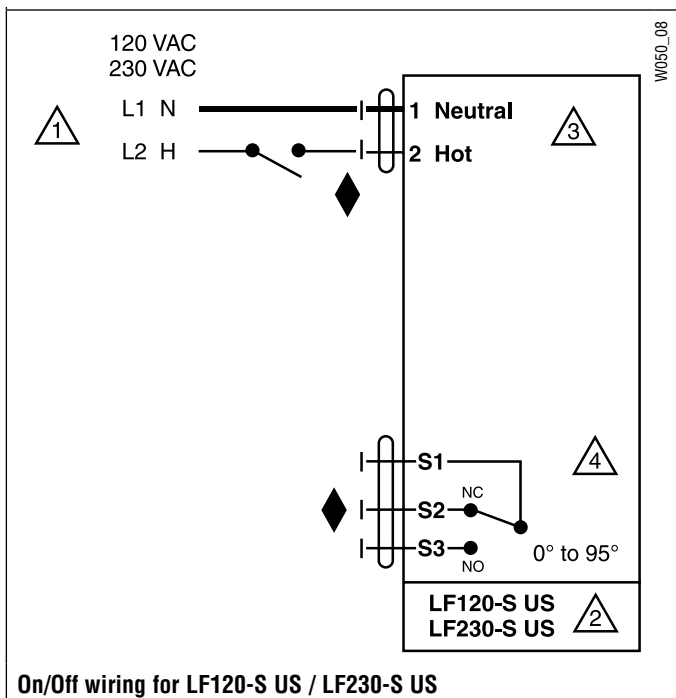 W050_08
120 VAC
230 VAC
L1 N
1 Neutral
1
3
L2 H
2 Hot
S1
4
S2
NC
S3
NO
0° to 95°
LF120-S US
LF230-S US
2
On/Off wiring for LF120-S US / LF230-S US